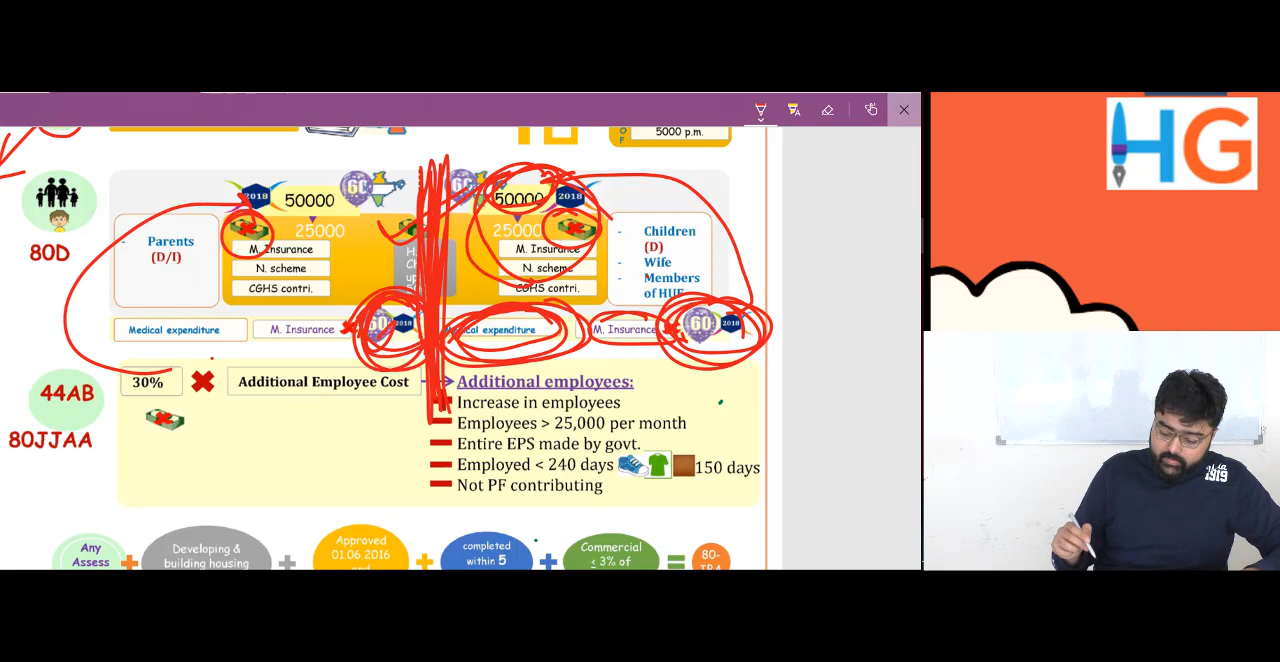 HG
O
F
5000 p.m.
80D
2018
50000
60
60
50000
2018
25000
25000
- Parents
(D/I)
M. Insurance
N. scheme
CGHS contri.
M. Insurance
N. scheme
CGHS contri.
- Children
(D)
- Wife
- Members
of HUF
Medical expenditure
M. Insurance
60
2018
expenditure
M. Insurance
60
2018
44AB
80JJAA
30%
Additional Employee Cost
Additional employees:
Increase in employees
Employees > 25,000 per month
Entire EPS made by govt.
Employed < 240 days
150 days
Not PF contributing
Any
Assess
Developing &
building housing
Approved
01.06.2016
and
completed
within 5
Commercial
≤ 3% of
80-
IBA
1919